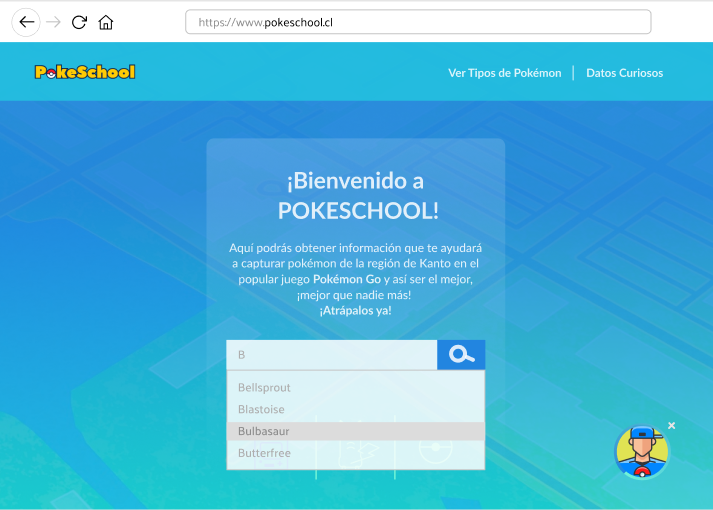 https://www.pokeschool.cl
PokeSchool
Ver Tipos de Pokémon | Datos Curiosos
¡Bienvenido a
POKESCHOOL!
Aquí podrás obtener información que te ayudará
a capturar pokémon de la región de Kanto en el
popular juego Pokémon Go y así ser el mejor,
¡mejor que nadie más!
¡Atrápalos ya!
B
Bellsprout
Blastoise
Bulbasaur
Butterfree